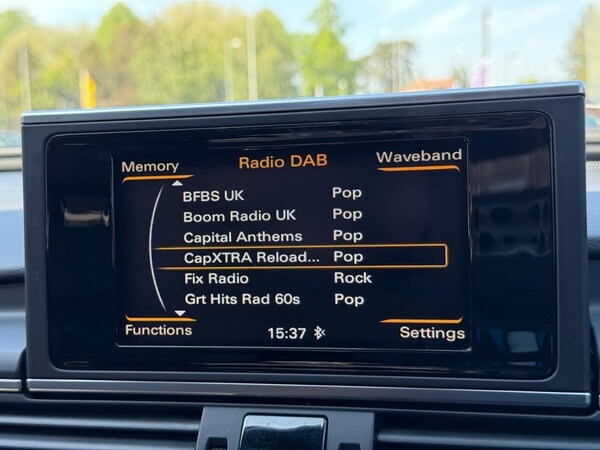 Memory Radio DAB Waveband
BFBS UK Pop
Boom Radio UK Pop
Capital Anthems Pop
CapXTRA Reload... Pop
Fix Radio Rock
Grt Hits Rad 60s Pop
Functions 15:37 Settings